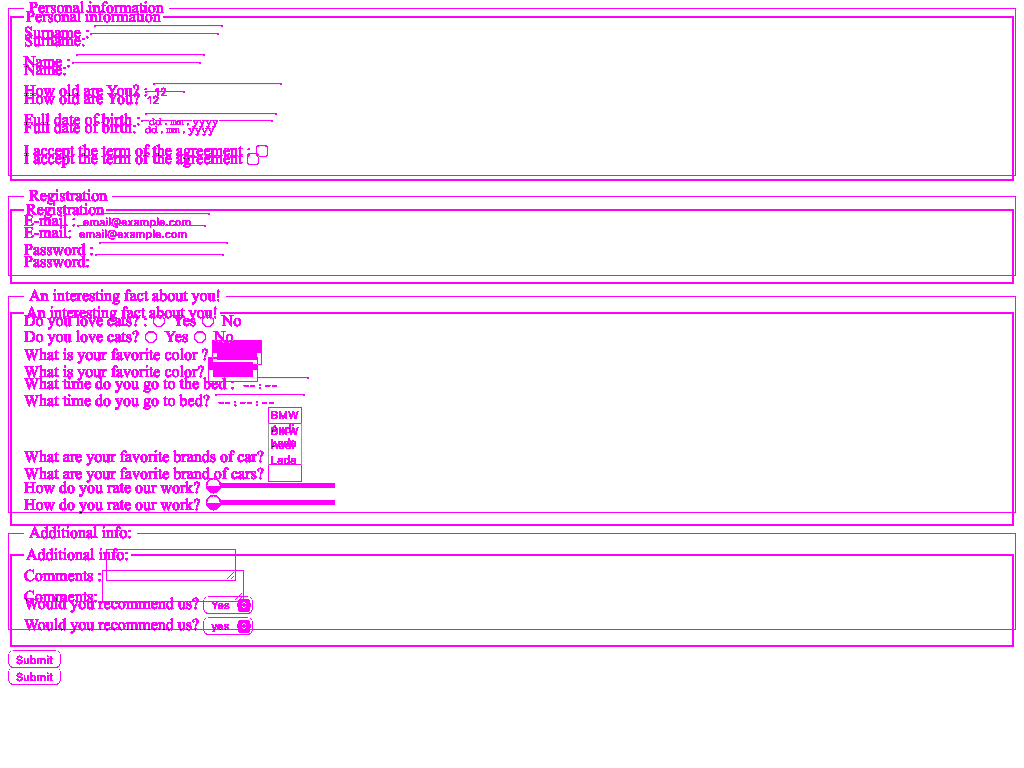 Personal information
Personal information
Surname :
Surname:
Name :
Name:
How old are You? : 12
How old are You? 12
Full date of birth : dd.mm.yyyy
Full date of birth: dd.mm.yyyy
I accept the term of the agreement :
I accept the term of the agreement
Registration
Registration
E-mail : email@example.com
E-mail: email@example.com
Password :
Password:
An interesting fact about you!
An interesting fact about you!
Do you love cats? : Yes No
Do you love cats? Yes No
What is your favorite color ?
What is your favorite color?
What time do you go to the bed : --:--
What time do you go to bed? --:--:--
BMW
Audi
BMW
Lada
Audi
What are your favorite brands of car?
Lada
What are your favorite brand of cars?
How do you rate our work?
How do you rate our work?
Additional info:
Additional info:
Comments :
Comments:
Would you recommend us? Yes
Would you recommend us? yes
Submit
Submit